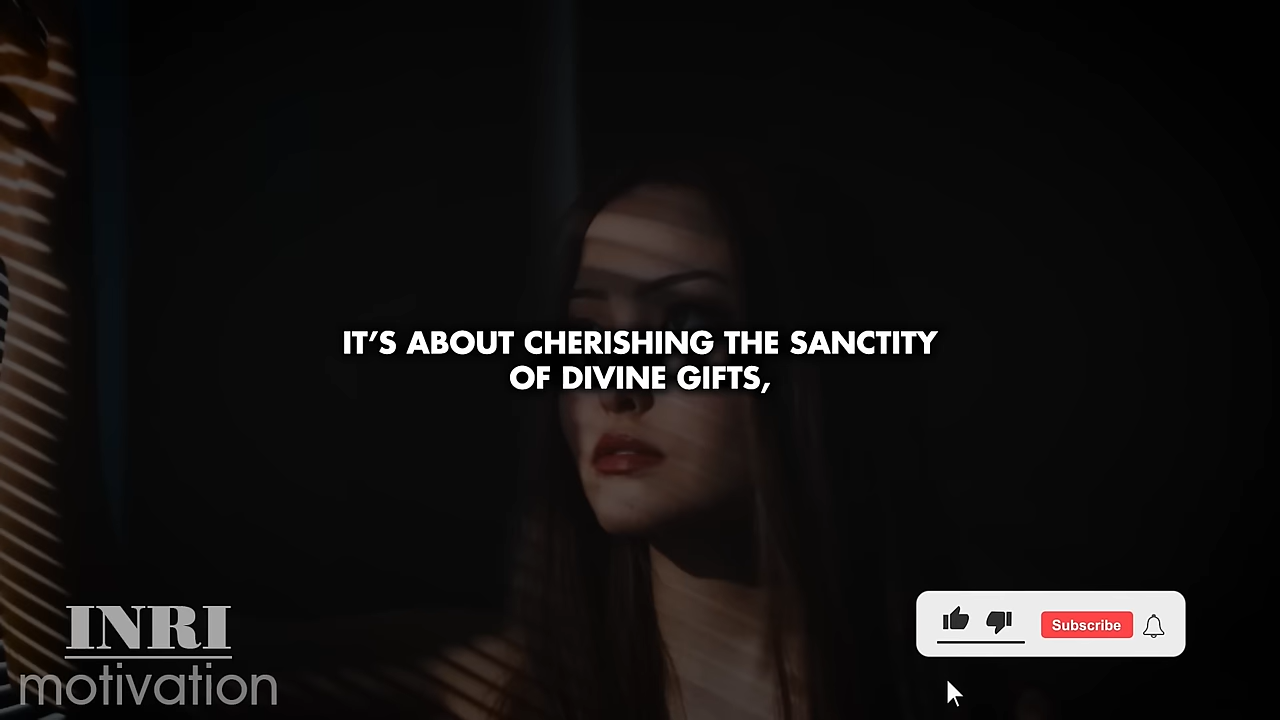 IT'S ABOUT CHERISHING THE SANCTITY
OF DIVINE GIFTS,
INRI
motivation
Subscribe